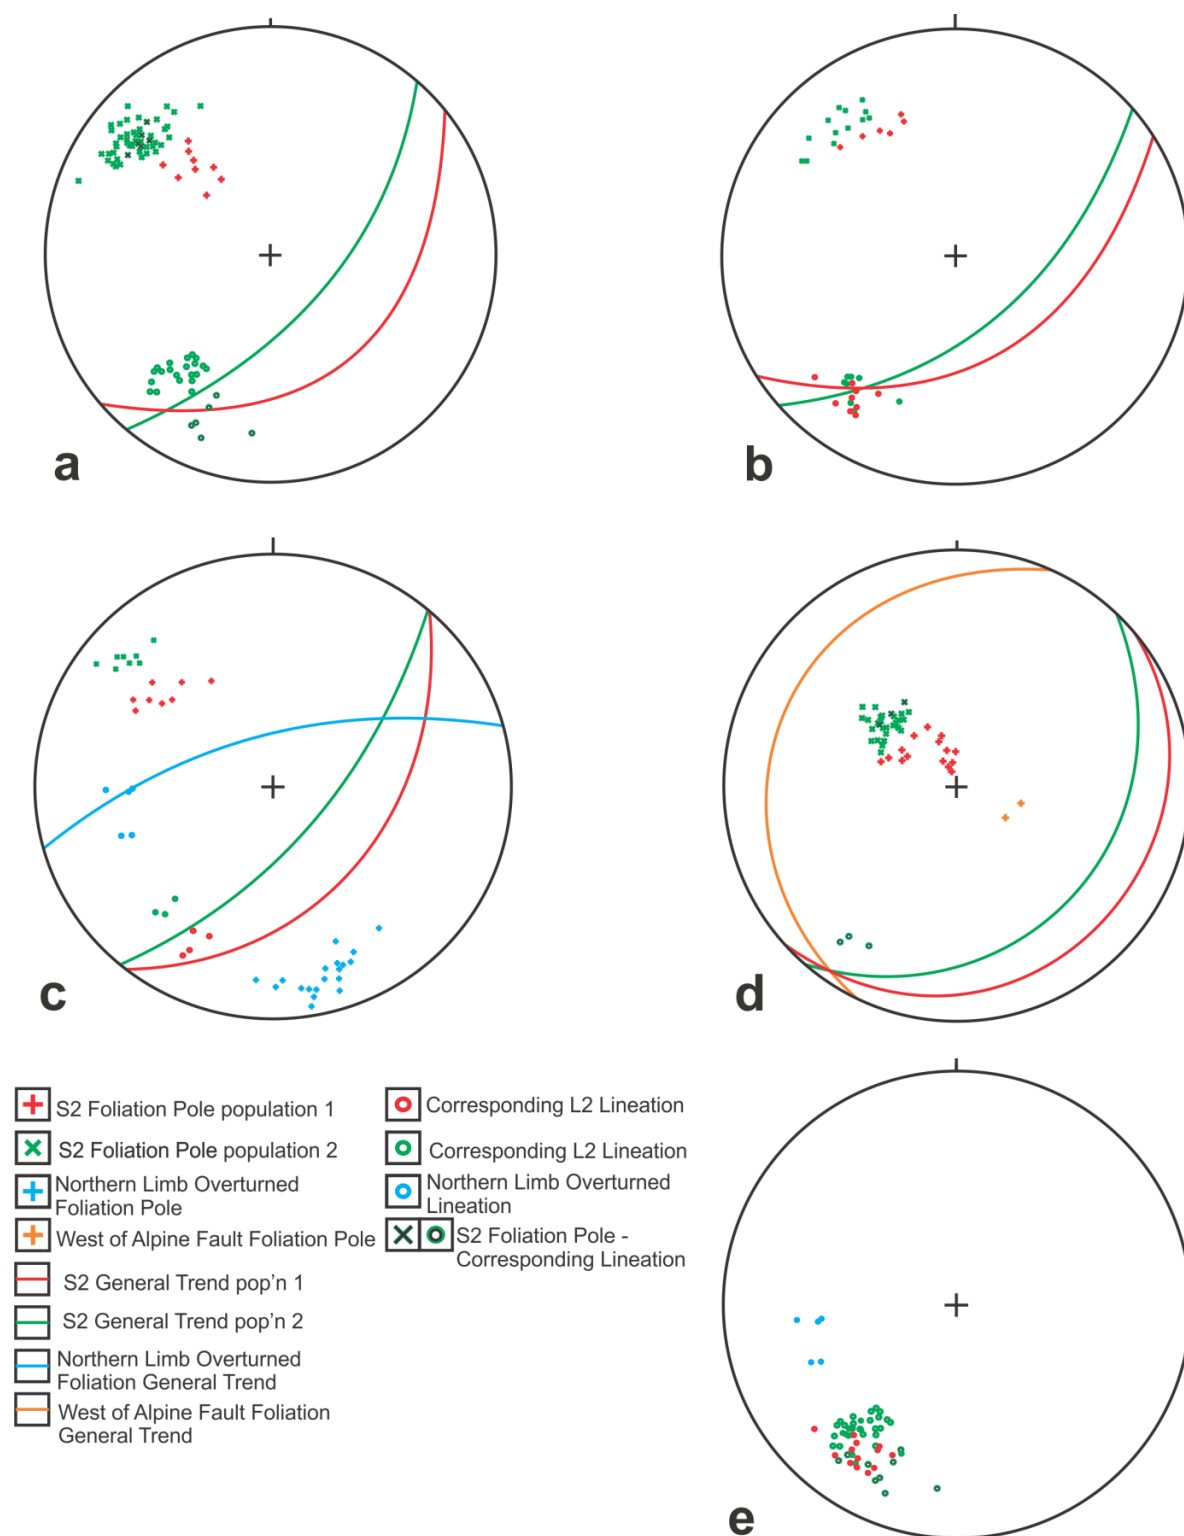 a
b
c
d
S2 Foliation Pole population 1
S2 Foliation Pole population 2
Northern Limb Overturned
Foliation Pole
West of Alpine Fault Foliation Pole
S2 General Trend pop'n 1
S2 General Trend pop'n 2
Northern Limb Overturned
Foliation General Trend
West of Alpine Fault Foliation
General Trend
Corresponding L2 Lineation
Corresponding L2 Lineation
Northern Limb Overturned
Lineation
S2 Foliation Pole -
Corresponding Lineation
e